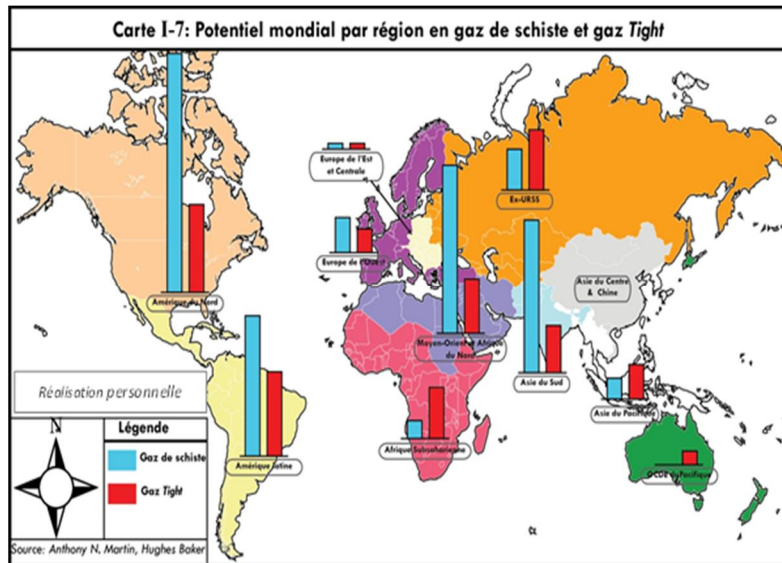 Carte I-7: Potentiel mondial par région en gaz de schiste et gaz Tight
Europe de l'Est
et Centrale
Ex-URSS
Europe de l'Ouest
Asie du Centre
& Chine
Amérique du Nord
Moyen-Orient et Afrique
du Nord
Asie du Sud
Asie du Pacifique
Réalisation personnelle
Afrique Subsaharienne
Amérique latine
OCDE du Pacifique
N
Légende
Gaz de schiste
Gaz Tight
Source: Anthony N. Martin, Hughes Baker